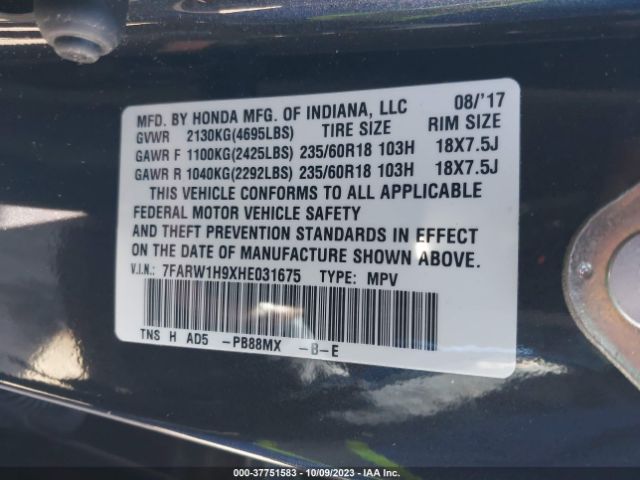 MFD. BY HONDA MFG. OF INDIANA, LLC 08/'17
GVWR 2130KG(4695LBS) TIRE SIZE RIM SIZE
GAWR F 1100KG(2425LBS) 235/60R18 103H 18X7.5J
GAWR R 1040KG(2292LBS) 235/60R18 103H 18X7.5J
THIS VEHICLE CONFORMS TO ALL APPLICABLE
FEDERAL MOTOR VEHICLE SAFETY
AND THEFT PREVENTION STANDARDS IN EFFECT
ON THE DATE OF MANUFACTURE SHOWN ABOVE.
V.I.N.: 7FARW1H9XHE031675 TYPE: MPV
TNS H AD5 -PB88MX -B-E
000-37751583 - 10/09/2023 - IAA Inc.